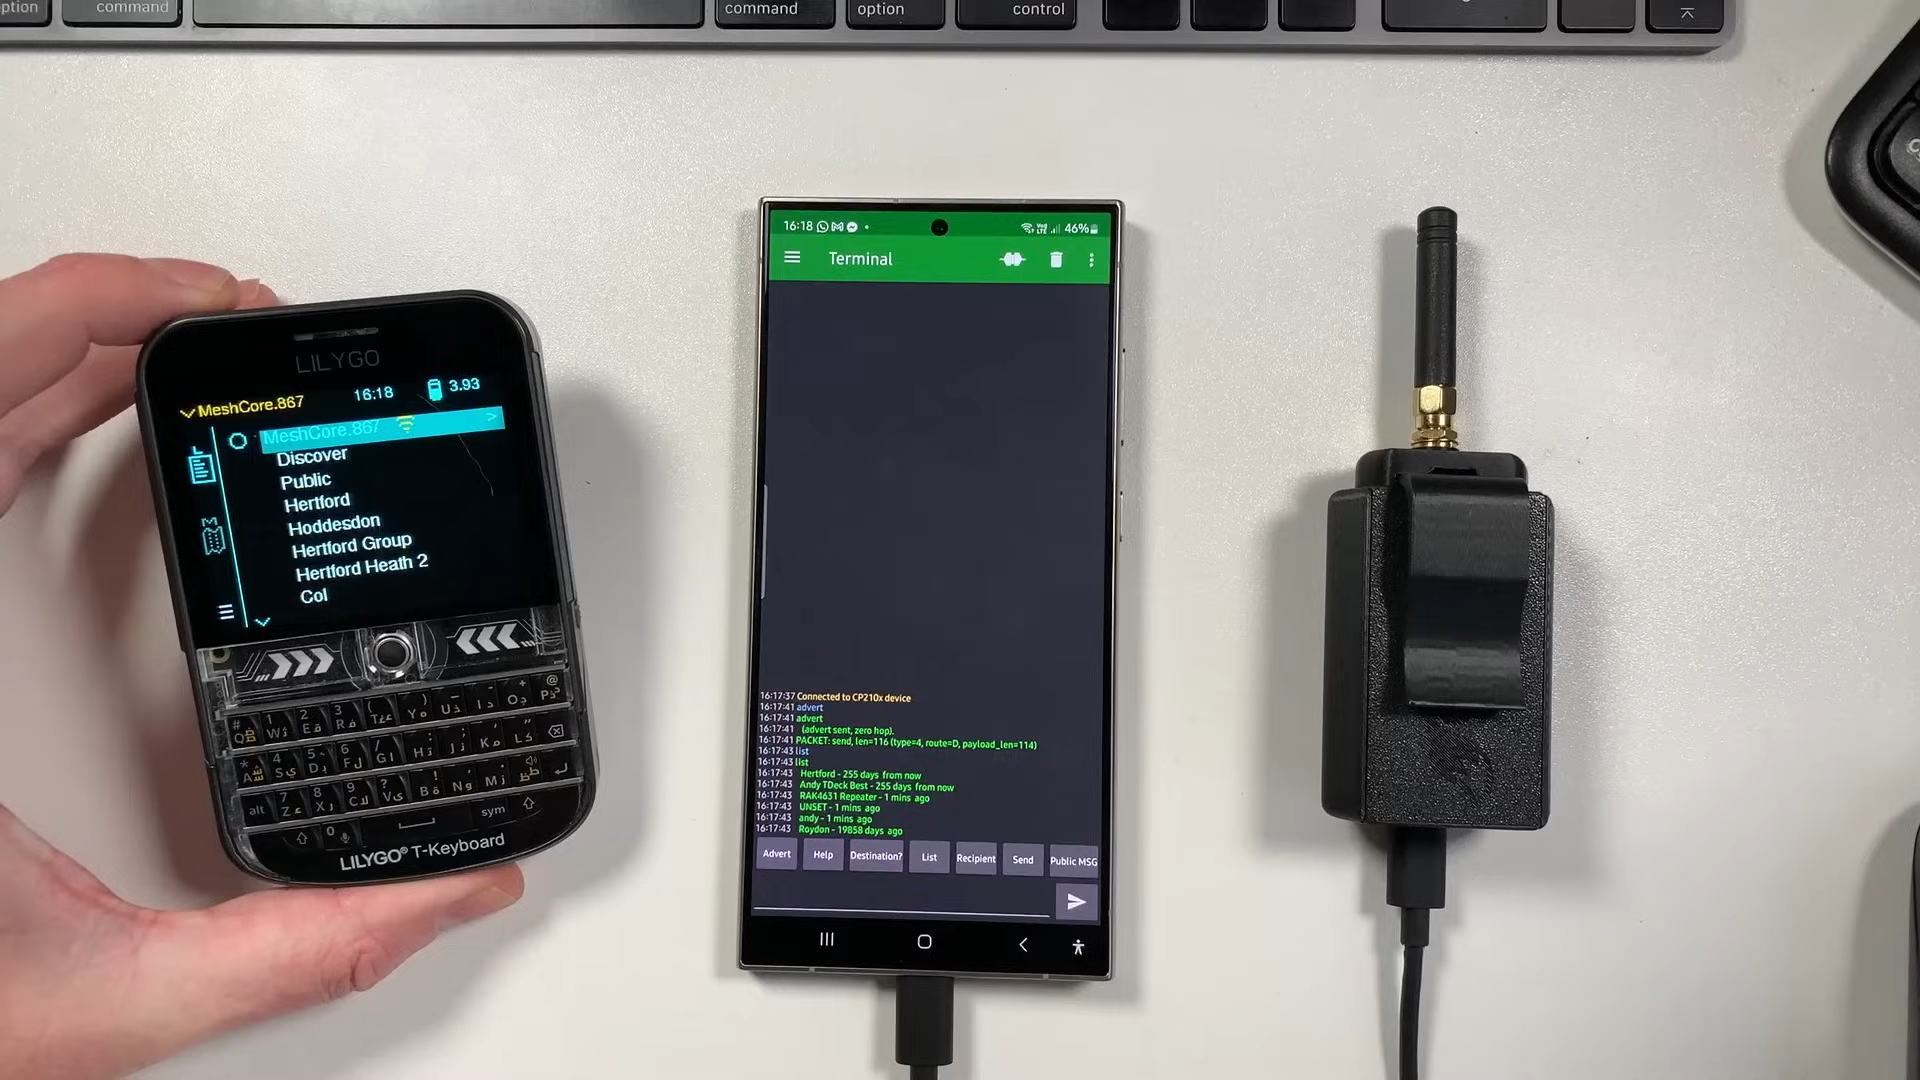 ption
command
command
option
control
LILYGO
MeshCore.867
16:18
3.93
MeshCore.867 >
Discover
Public
Hertford
Hoddesdon
Hertford Group
Hertford Heath 2
Col
alt
sym
LILYGO® T-Keyboard
16:18
46%
Terminal
16:17:37 Connected to CP210x device
16:17:41 advert
16:17:41 advert
16:17:41 (advert sent, zero hop).
16:17:41 PACKET: send, len=116 (type=4, route=D, payload_len=114)
16:17:43 list
16:17:43 list
16:17:43 Hertford - 255 days from now
16:17:43 Andy TDeck Best - 255 days from now
16:17:43 RAK4631 Repeater - 1 mins ago
16:17:43 UNSET - 1 mins ago
16:17:43 andy - 1 mins ago
16:17:43 Roydon - 19858 days ago
Advert
Help
Destination?
List
Recipient
Send
Public MSG